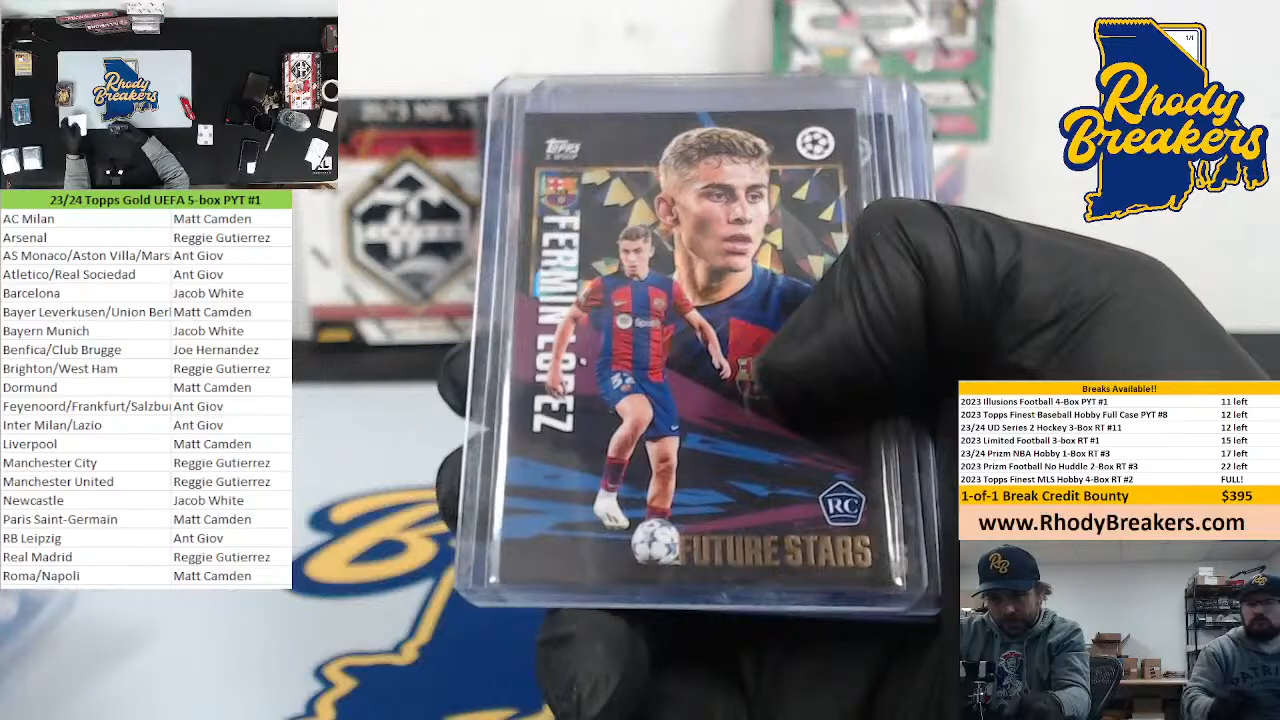 23/24 Topps Gold UEFA 5-box PYT #1
AC Milan Matt Camden
Arsenal Reggie Gutierrez
AS Monaco/Aston Villa/Mars Ant Giov
Atletico/Real Sociedad Ant Giov
Barcelona Jacob White
Bayer Leverkusen/Union Berl Matt Camden
Bayern Munich Jacob White
Benfica/Club Brugge Joe Hernandez
Brighton/West Ham Reggie Gutierrez
Dormund Matt Camden
Feyenoord/Frankfurt/Salzbu Ant Giov
Inter Milan/Lazio Ant Giov
Liverpool Matt Camden
Manchester City Reggie Gutierrez
Manchester United Reggie Gutierrez
Newcastle Jacob White
Paris Saint-Germain Matt Camden
RB Leipzig Ant Giov
Real Madrid Reggie Gutierrez
Roma/Napoli Matt Camden
Rhody
Breakers
Topps
FERMÍN LÓPEZ
RC
FUTURE STARS
1/1
Rhody
Breakers
Breaks Available!!
2023 Illusions Football 4-Box PYT #1 11 left
2023 Topps Finest Baseball Hobby Full Case PYT #8 12 left
23/24 UD Series 2 Hockey 3-Box RT #11 12 left
2023 Limited Football 3-box RT #1 15 left
23/24 Prizm NBA Hobby 1-Box RT #3 17 left
2023 Prizm Football No Huddle 2-Box RT #3 22 left
2023 Topps Finest MLS Hobby 4-Box RT #2 FULL!
1-of-1 Break Credit Bounty $395
www.RhodyBreakers.com
RB